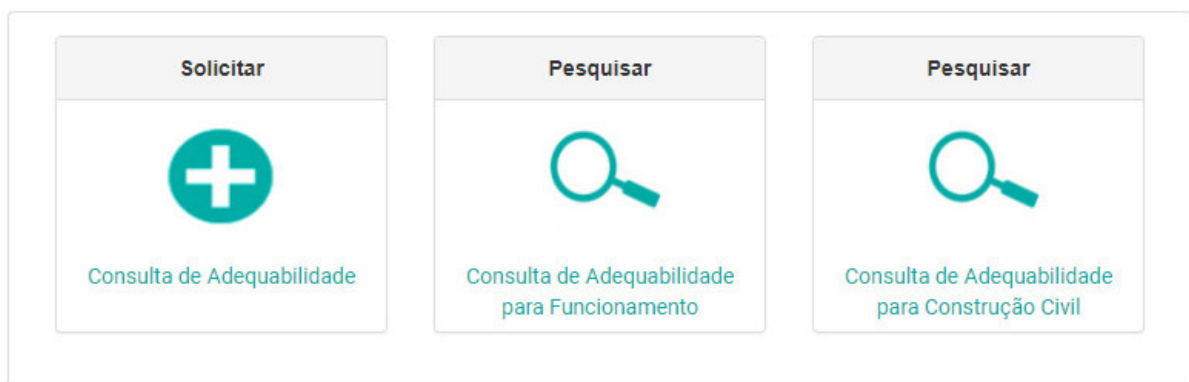 Solicitar
Consulta de Adequabilidade
Pesquisar
Consulta de Adequabilidade
para Funcionamento
Pesquisar
Consulta de Adequabilidade
para Construção Civil